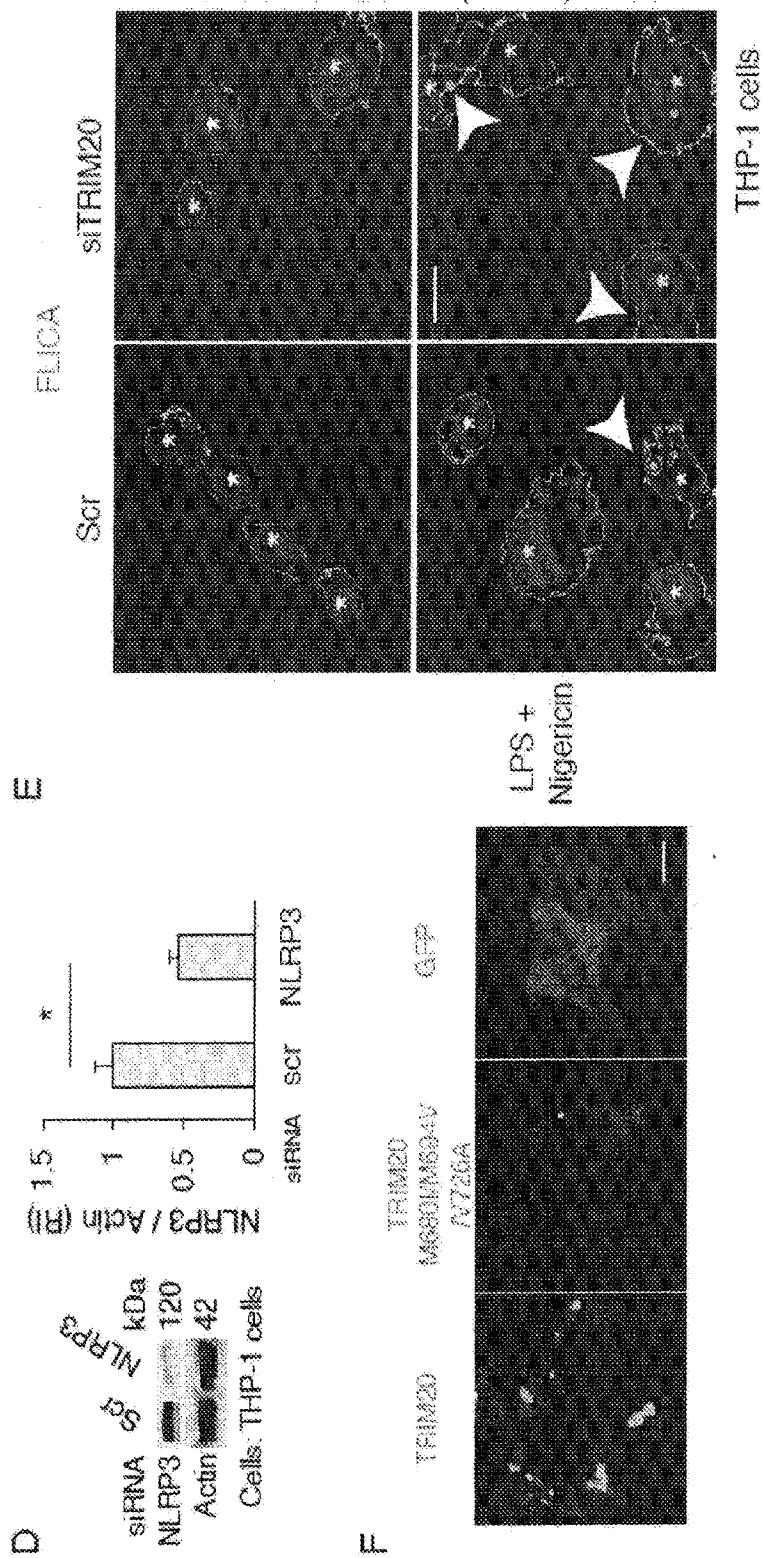 D
siRNA Scr NLRP3 kDa
NLRP3 120
Actin 42
Cells: THP-1 cells
NLRP3 / Actin (RI)
1.5
1
0.5
0
*
siRNA scr NLRP3
E
FLICA
Scr siTRIM20
LPS +
Nigericin
THP-1 cells
F
TRIM20
TRIM20
M680I/M694V
/V726A
GFP